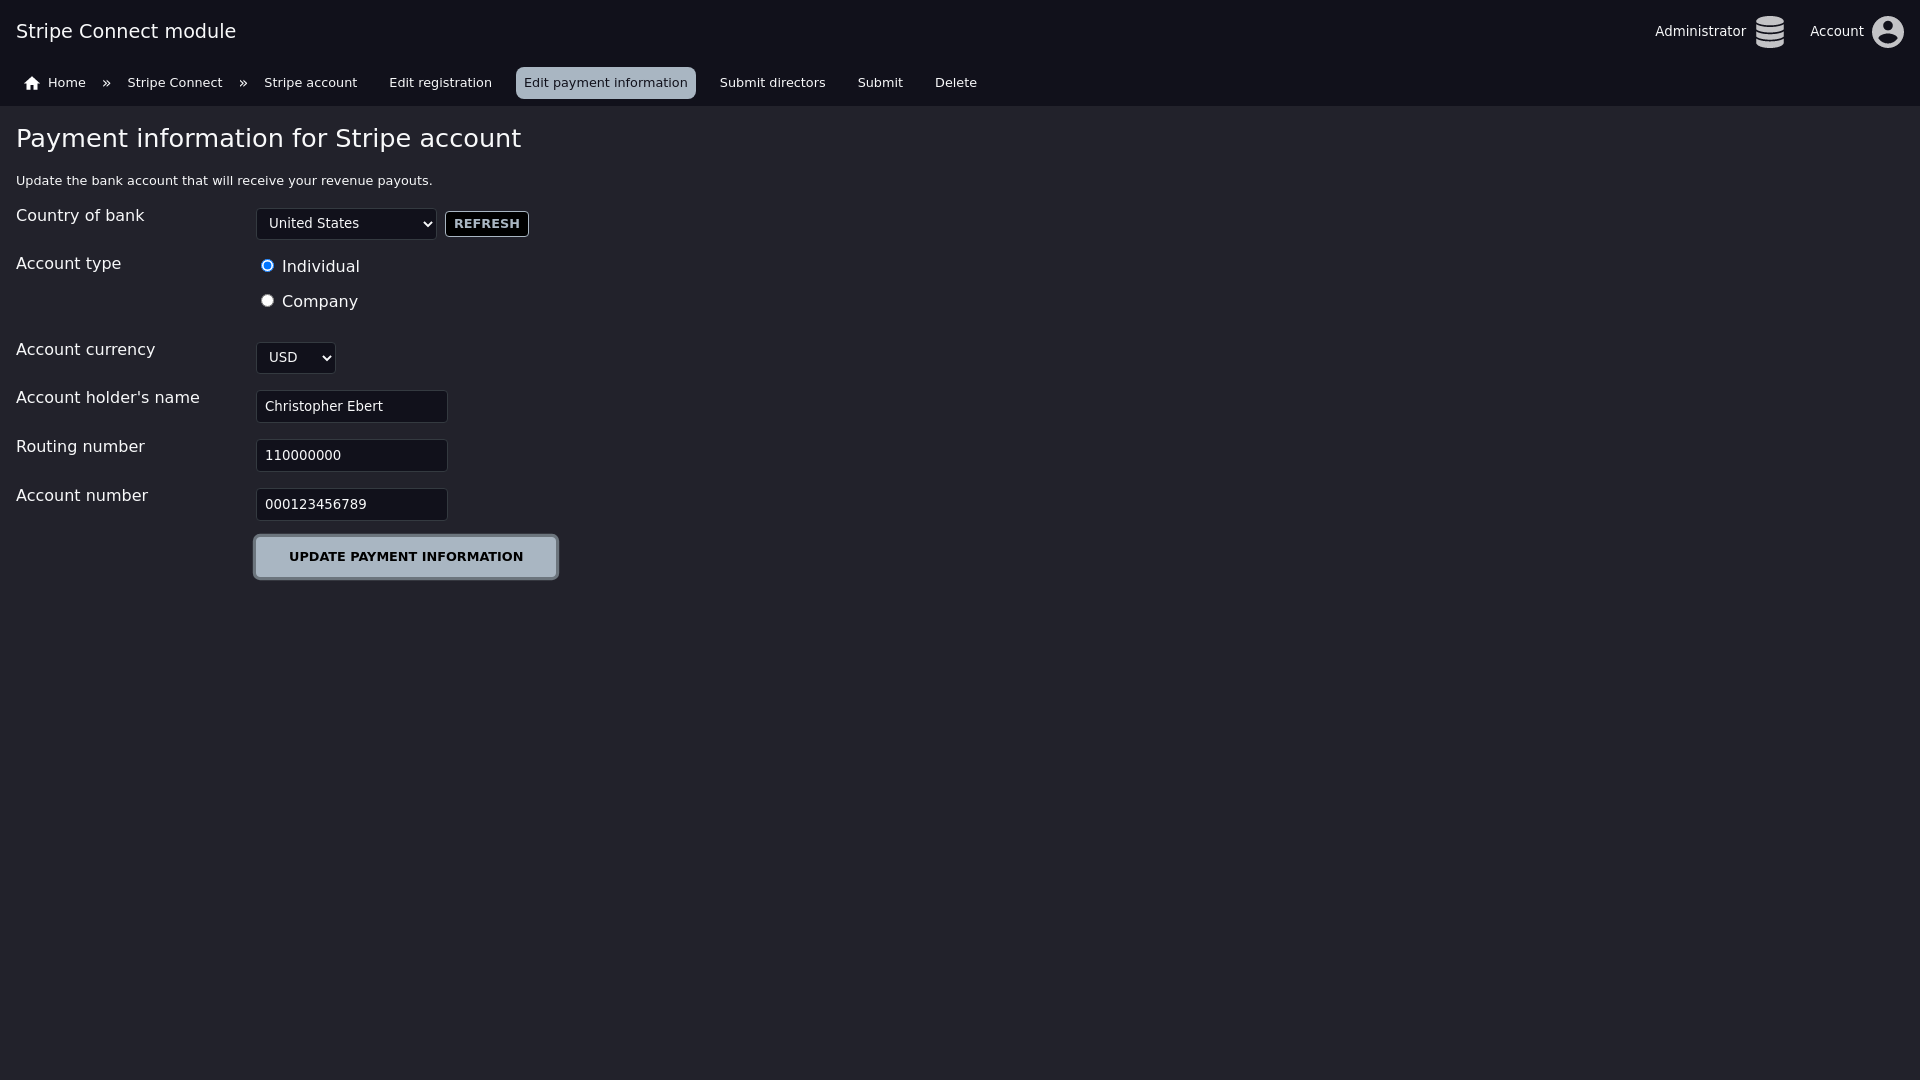 Stripe Connect module
Administrator
Account
Home » Stripe Connect » Stripe account Edit registration Edit payment information Submit directors Submit Delete
Payment information for Stripe account
Update the bank account that will receive your revenue payouts.
Country of bank United States REFRESH
Account type Individual
Company
Account currency USD
Account holder's name Christopher Ebert
Routing number 110000000
Account number 000123456789
UPDATE PAYMENT INFORMATION